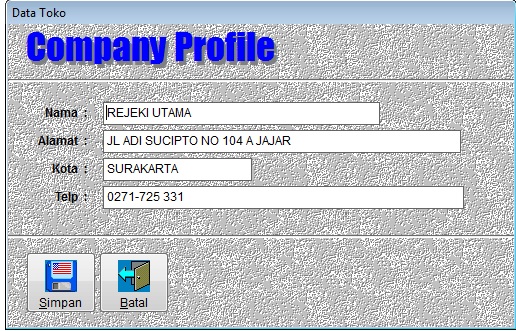 Data Toko
Company Profile
Nama : REJEKI UTAMA
Alamat : JL ADI SUCIPTO NO 104 A JAJAR
Kota : SURAKARTA
Telp : 0271-725 331
Simpan Batal